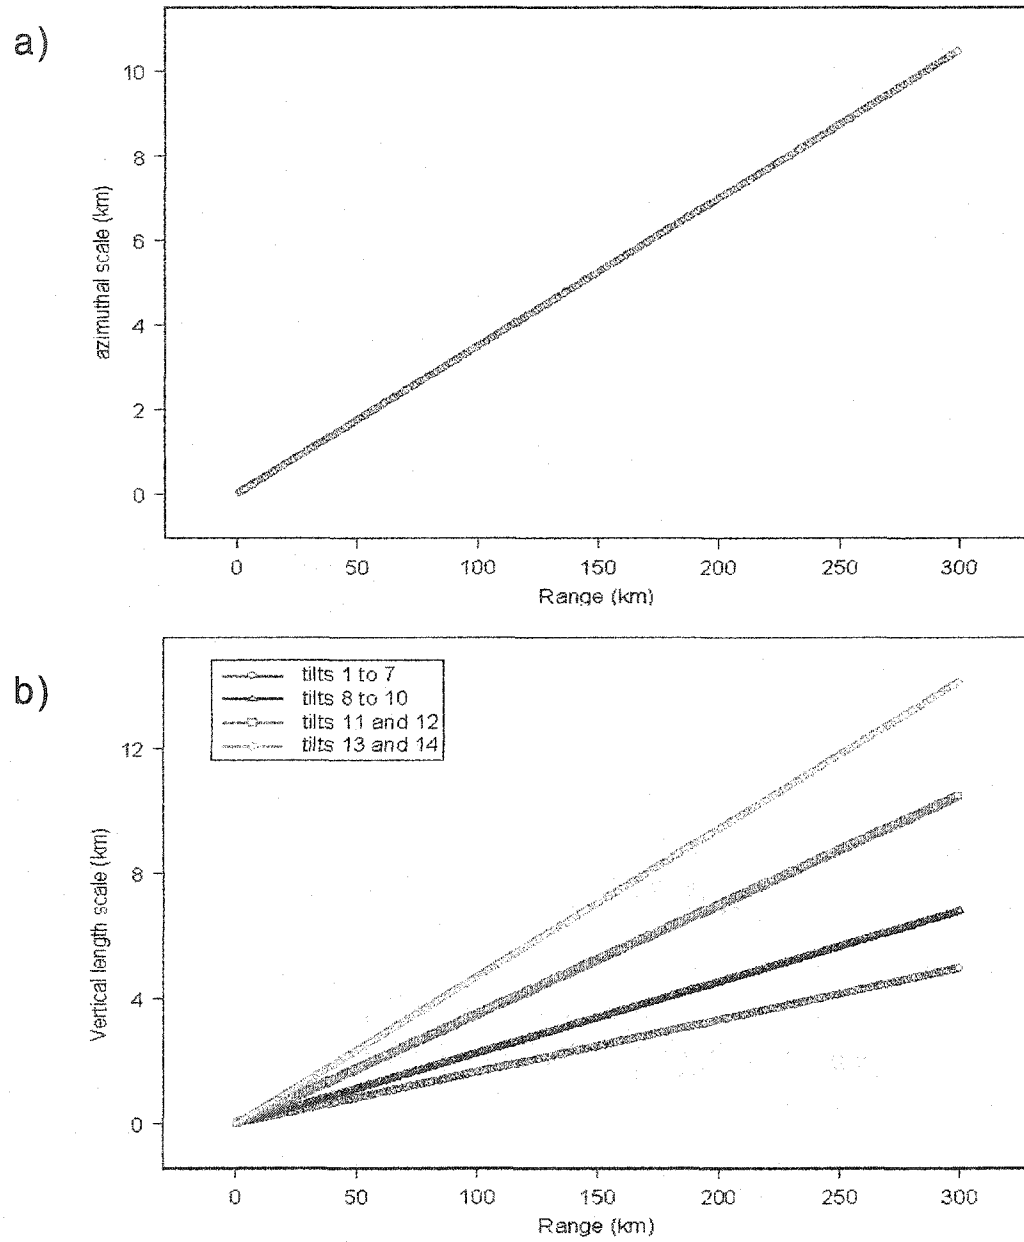 a)
azimuthal scale (km)
10
8
6
4
2
0
0 50 100 150 200 250 300
Range (km)
b)
tilts 1 to 7
tilts 8 to 10
tilts 11 and 12
tilts 13 and 14
Vertical length scale (km)
12
8
4
0
0 50 100 150 200 250 300
Range (km)